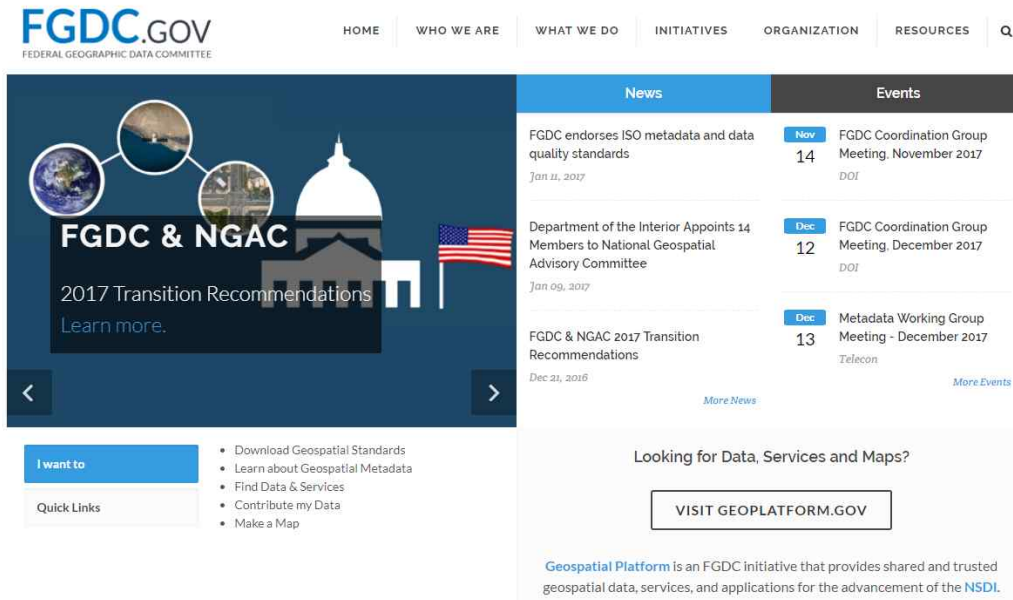 FGDC.GOV
FEDERAL GEOGRAPHIC DATA COMMITTEE
HOME
WHO WE ARE
WHAT WE DO
INITIATIVES
ORGANIZATION
RESOURCES
FGDC & NGAC
2017 Transition Recommendations
Learn more.
News
FGDC endorses ISO metadata and data
quality standards
Jan 11, 2017
Department of the Interior Appoints 14
Members to National Geospatial
Advisory Committee
Jan 09, 2017
FGDC & NGAC 2017 Transition
Recommendations
Dec 21, 2016
More News
Events
Nov
14
FGDC Coordination Group
Meeting, November 2017
DOI
Dec
12
FGDC Coordination Group
Meeting, December 2017
DOI
Dec
13
Metadata Working Group
Meeting - December 2017
Telecon
More Events
I want to
Quick Links
Download Geospatial Standards
Learn about Geospatial Metadata
Find Data & Services
Contribute my Data
Make a Map
Looking for Data, Services and Maps?
VISIT GEOPLATFORM.GOV
Geospatial Platform is an FGDC initiative that provides shared and trusted
geospatial data, services, and applications for the advancement of the NSDI.